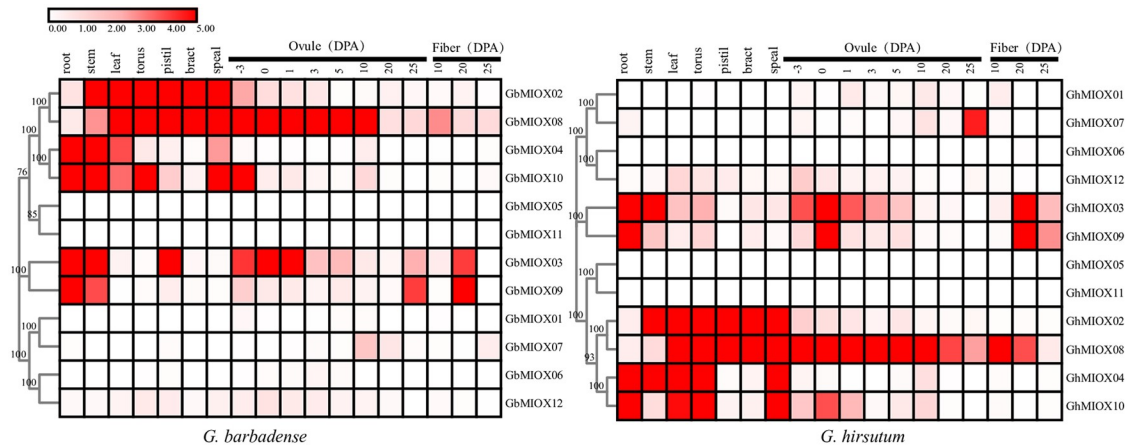 0.00 1.00 2.00 3.00 4.00 5.00
Ovule (DPA) Fiber (DPA)
root stem leaf torus pistil bract speal -3 0 1 3 5 10 20 25 10 20 25
GbMIOX02
GbMIOX08
GbMIOX04
GbMIOX10
GbMIOX05
GbMIOX11
GbMIOX03
GbMIOX09
GbMIOX01
GbMIOX07
GbMIOX06
GbMIOX12
100
100
100
76
85
100
100
100
100
G. barbadense
Ovule (DPA) Fiber (DPA)
root stem leaf torus pistil bract speal -3 0 1 3 5 10 20 25 10 20 25
GhMIOX01
GhMIOX07
GhMIOX06
GhMIOX12
GhMIOX03
GhMIOX09
GhMIOX05
GhMIOX11
GhMIOX02
GhMIOX08
GhMIOX04
GhMIOX10
100
100
100
100
100
100
100
93
100
G. hirsutum